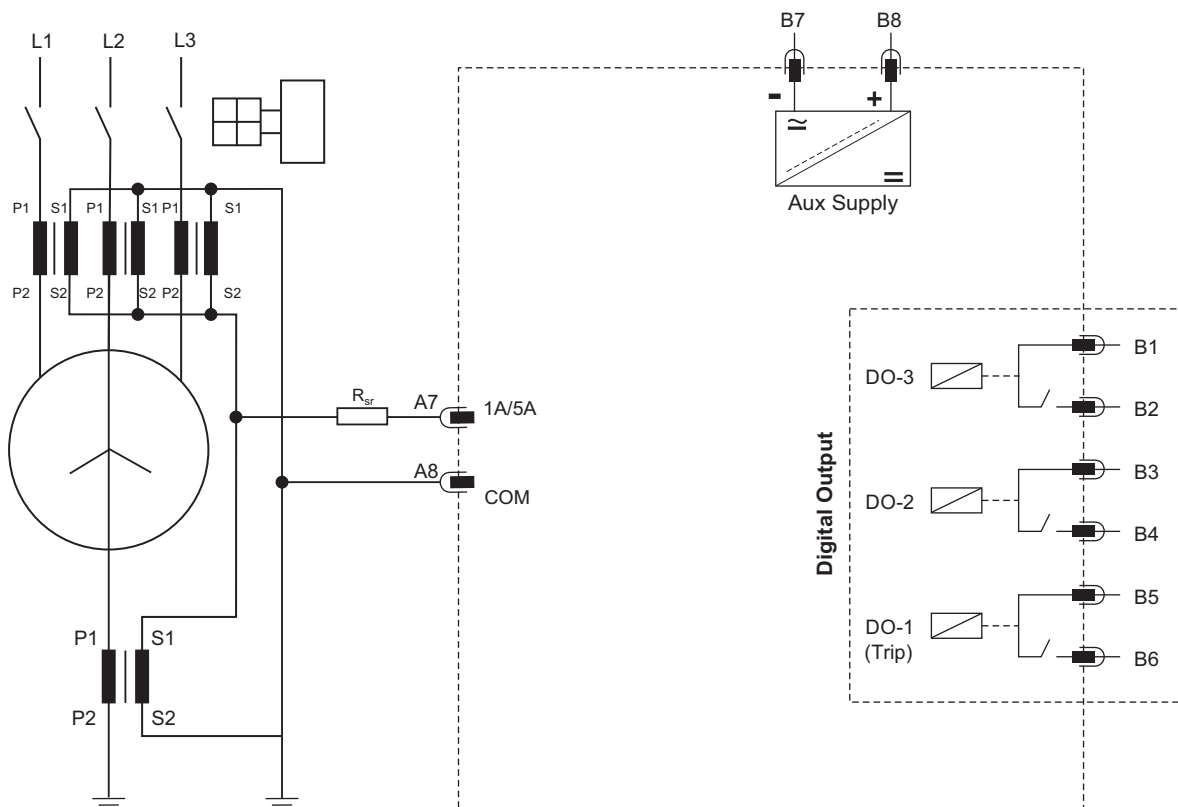 L1 L2 L3
B7 B8
- +
Aux Supply
P1 S1 P1 S1 P1 S1
P2 S2 P2 S2 P2 S2
Rsr A7 1A/5A
A8 COM
P1 S1
P2 S2
Digital Output
DO-3 B1
B2
DO-2 B3
B4
DO-1 B5
(Trip) B6